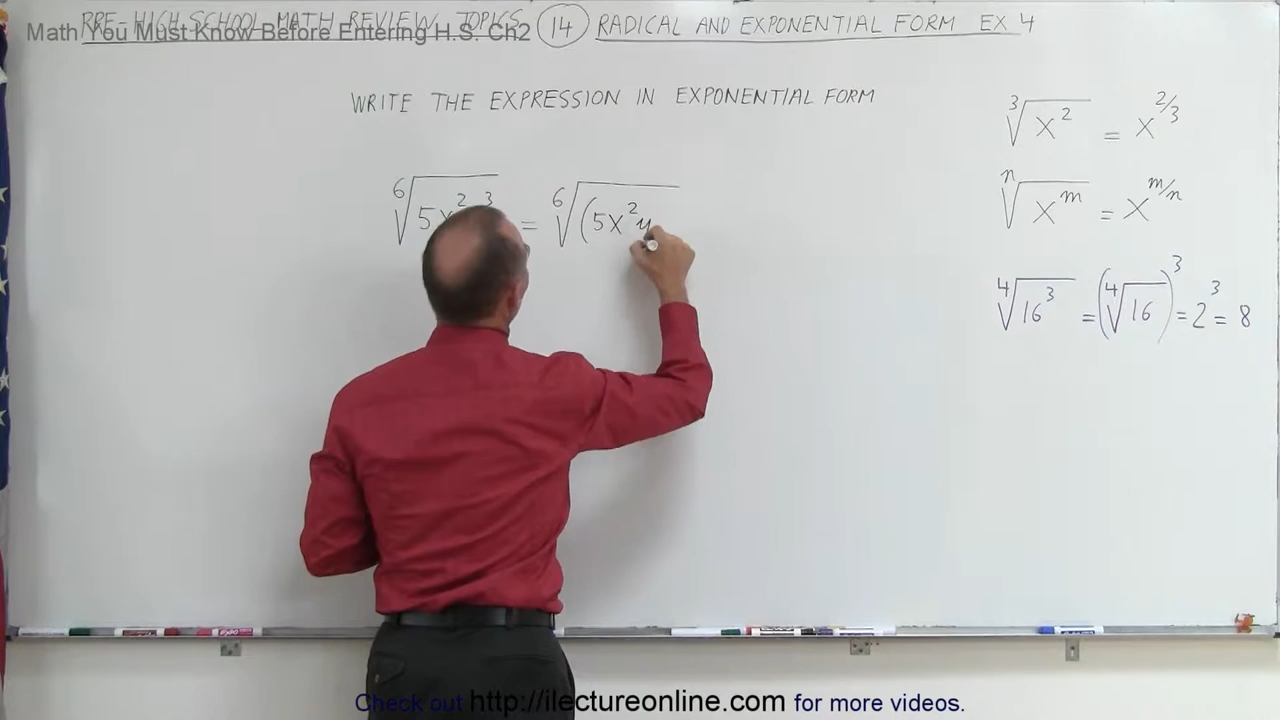 PRE-HIGH SCHOOL MATH REVIEW TOPICS 14 RADICAL AND EXPONENTIAL FORM EX 4
Math You Must Know Before Entering H.S. Ch2
WRITE THE EXPRESSION IN EXPONENTIAL FORM
∛(x²) = x^(2/3)
ⁿ√(x^m) = x^(m/n)
⁶√5x² ³ = ⁶√(5x²y
⁴√(16³) = (⁴√16)³ = 2³ = 8
EXPO
Check out http://ilectureonline.com for more videos.